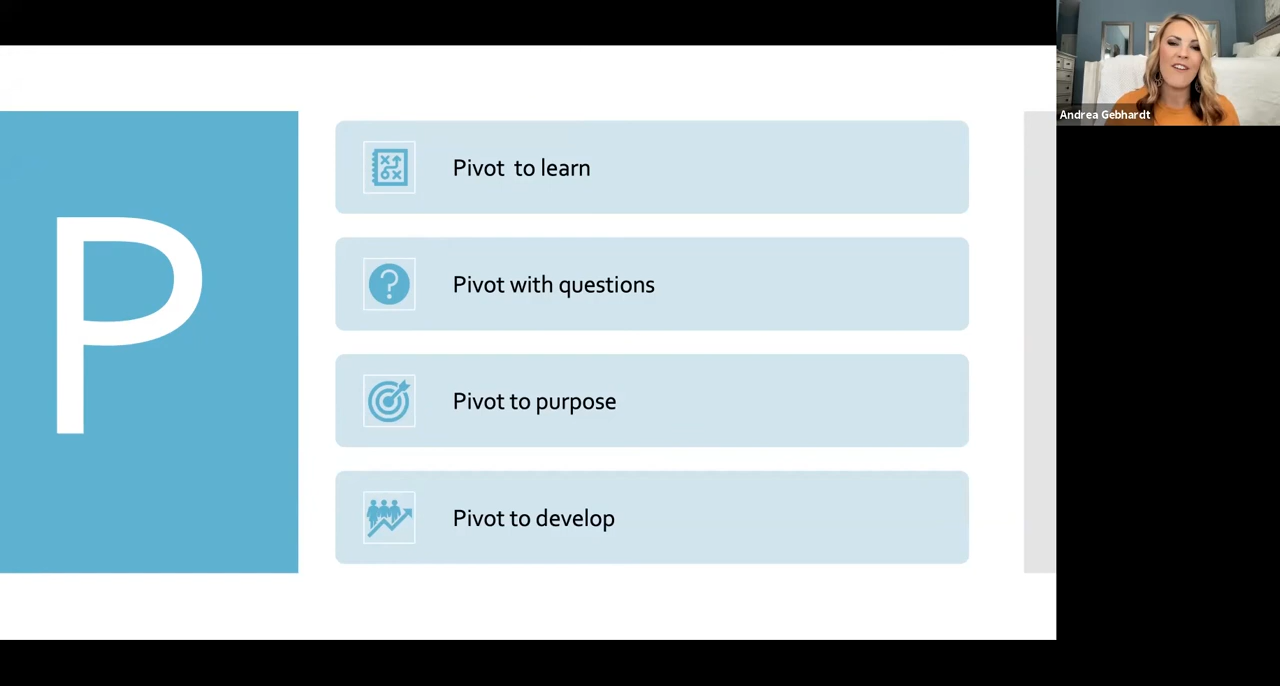 P
Pivot  to learn
Pivot with questions
Pivot to purpose
Pivot to develop
Andrea Gebhardt